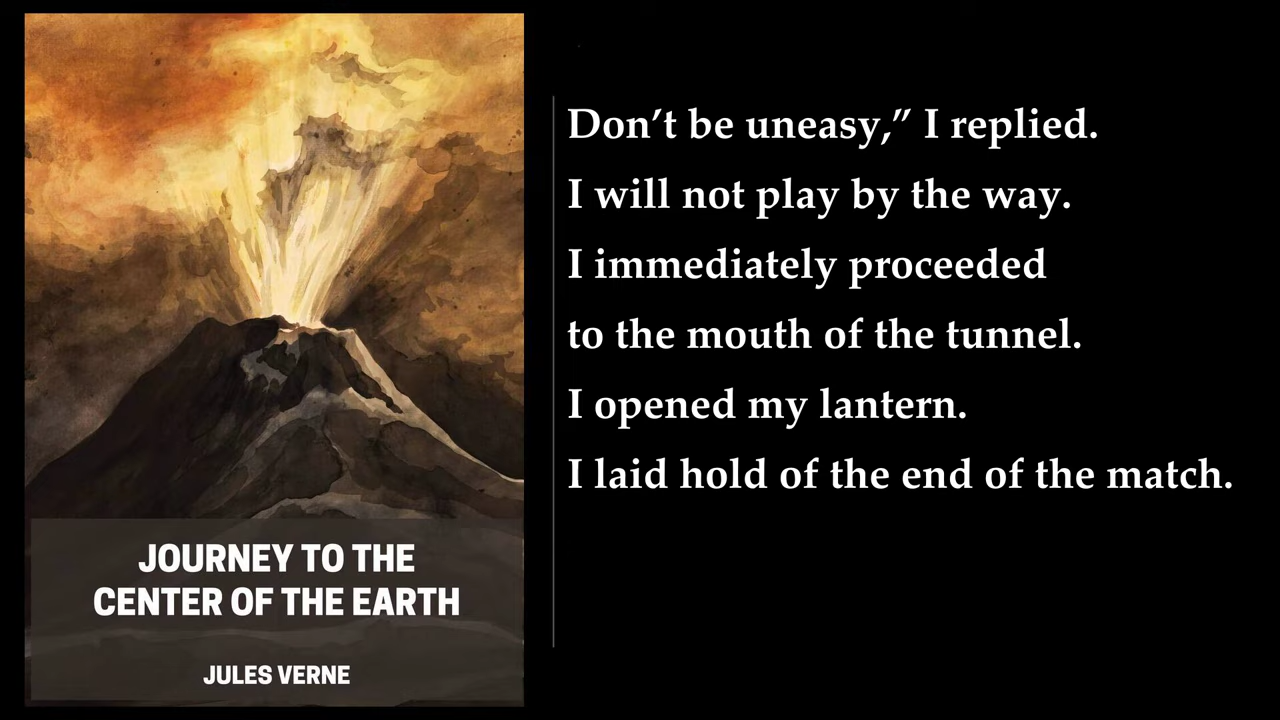 JOURNEY TO THE
CENTER OF THE EARTH
JULES VERNE
Don’t be uneasy,” I replied.
I will not play by the way.
I immediately proceeded
to the mouth of the tunnel.
I opened my lantern.
I laid hold of the end of the match.